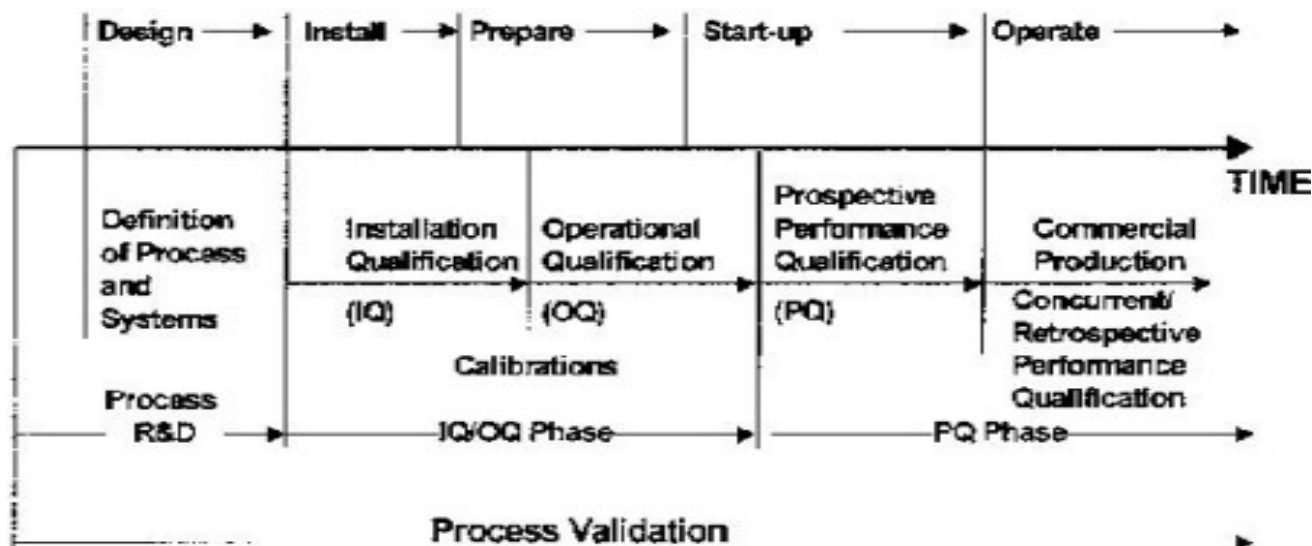 Design
Install
Prepare
Start-up
Operate
TIME
Definition
of Process
and
Systems
Installation
Qualification
(IQ)
Operational
Qualification
(OQ)
Prospective
Performance
Qualification
(PQ)
Commercial
Production
Concurrent/
Retrospective
Performance
Qualification
Calibrations
Process
R&D
IQ/OQ Phase
PQ Phase
Process Validation